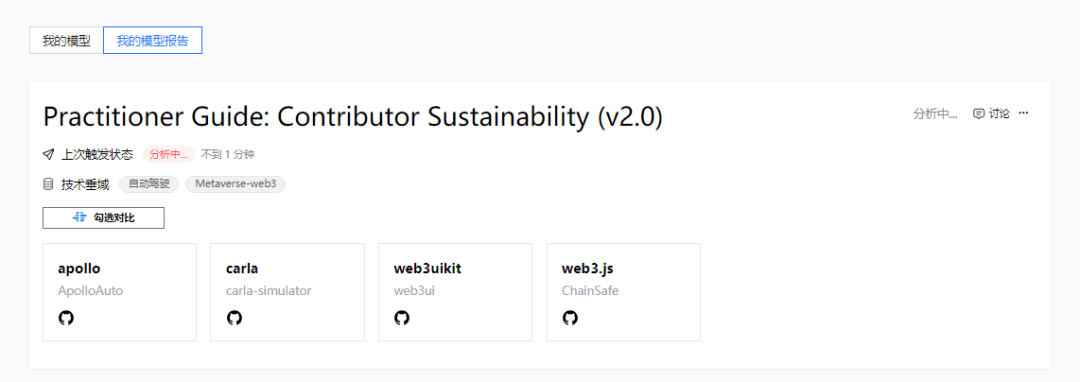 我的模型 我的模型报告
Practitioner Guide: Contributor Sustainability (v2.0) 分析中... 讨论 ···
上次触发状态 分析中... 不到 1 分钟
技术垂域 自动驾驶 Metaverse-web3
勾选对比
apollo carla web3uikit web3.js
ApolloAuto carla-simulator web3ui ChainSafe